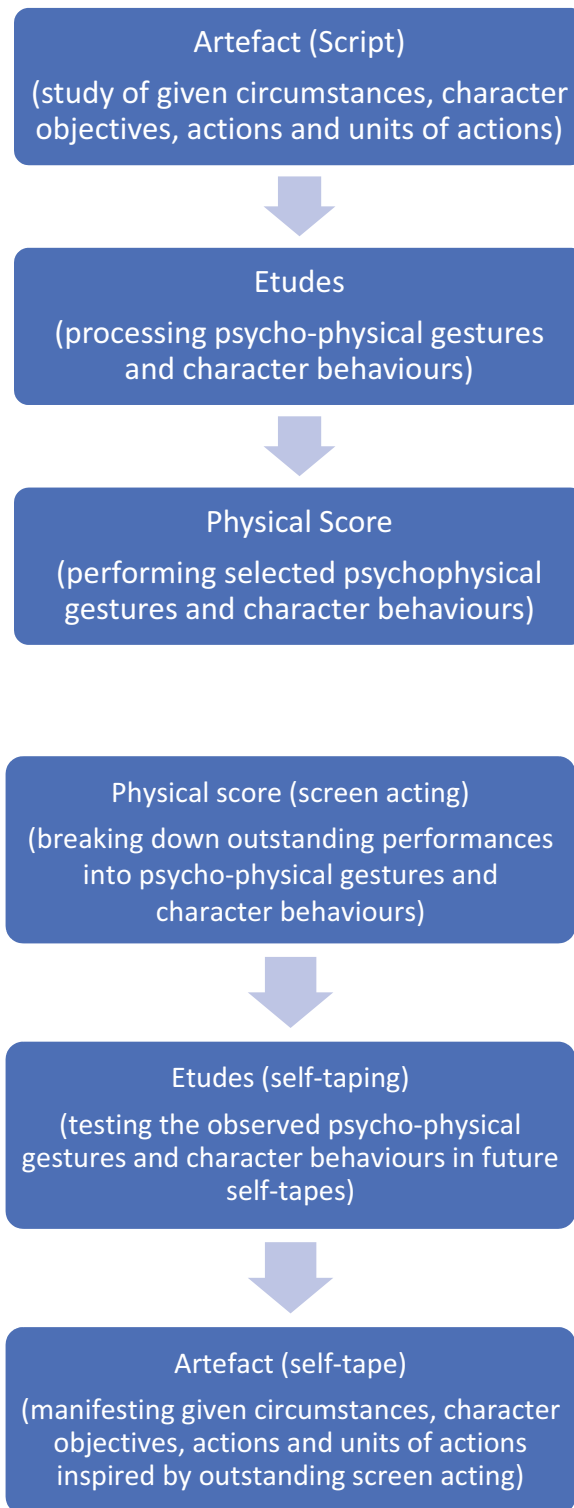 Artefact (Script)
(study of given circumstances, character
objectives, actions and units of actions)
Etudes
(processing psycho-physical gestures
and character behaviours)
Physical Score
(performing selected psychophysical
gestures and character behaviours)
Physical score (screen acting)
(breaking down outstanding performances
into psycho-physical gestures and
character behaviours)
Etudes (self-taping)
(testing the observed psycho-physical
gestures and character behaviours in future
self-tapes)
Artefact (self-tape)
(manifesting given circumstances, character
objectives, actions and units of actions
inspired by outstanding screen acting)